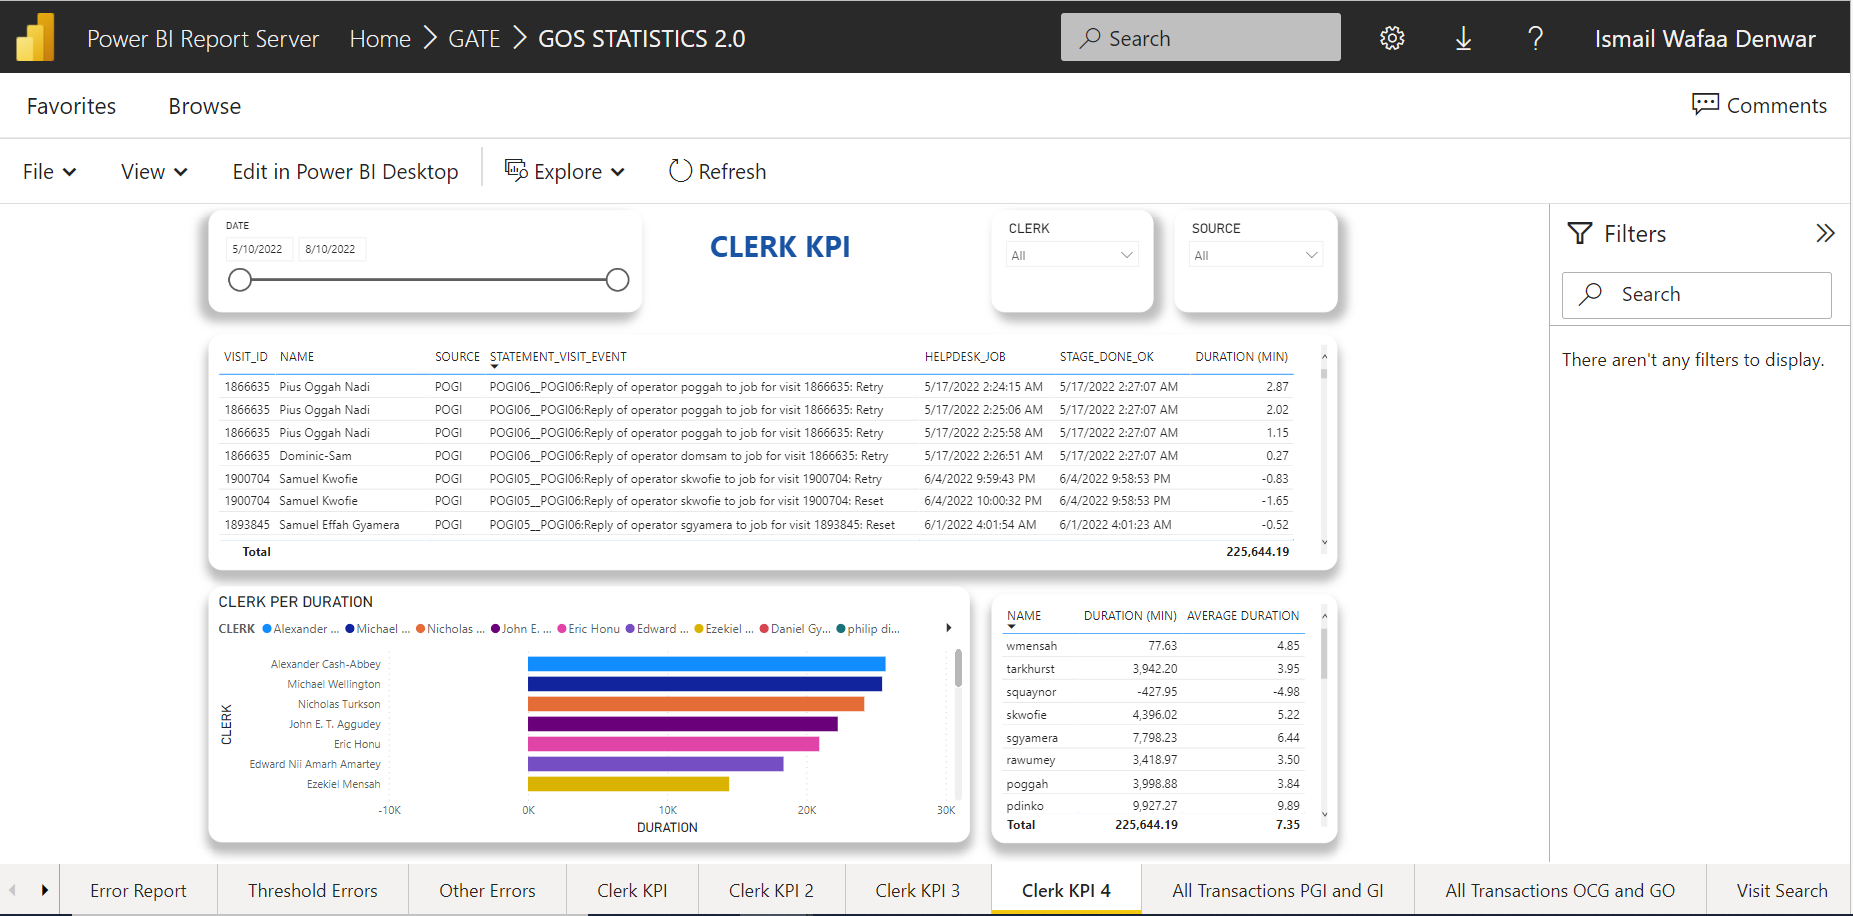 Power BI Report Server Home > GATE > GOS STATISTICS 2.0
Search
Ismail Wafaa Denwar
Favorites Browse
Comments
File View Edit in Power BI Desktop Explore Refresh
DATE
5/10/2022 8/10/2022
CLERK KPI
CLERK
All
SOURCE
All
Filters
Search
There aren't any filters to display.
VISIT_ID NAME SOURCE STATEMENT_VISIT_EVENT HELPDESK_JOB STAGE_DONE_OK DURATION (MIN)
1866635 Pius Oggah Nadi POGI POGI06__POGI06:Reply of operator poggah to job for visit 1866635: Retry 5/17/2022 2:24:15 AM 5/17/2022 2:27:07 AM 2.87
1866635 Pius Oggah Nadi POGI POGI06__POGI06:Reply of operator poggah to job for visit 1866635: Retry 5/17/2022 2:25:06 AM 5/17/2022 2:27:07 AM 2.02
1866635 Pius Oggah Nadi POGI POGI06__POGI06:Reply of operator poggah to job for visit 1866635: Retry 5/17/2022 2:25:58 AM 5/17/2022 2:27:07 AM 1.15
1866635 Dominic-Sam POGI POGI06__POGI06:Reply of operator domsam to job for visit 1866635: Retry 5/17/2022 2:26:51 AM 5/17/2022 2:27:07 AM 0.27
1900704 Samuel Kwofie POGI POGI05__POGI06:Reply of operator skwofie to job for visit 1900704: Retry 6/4/2022 9:59:43 PM 6/4/2022 9:58:53 PM -0.83
1900704 Samuel Kwofie POGI POGI05__POGI06:Reply of operator skwofie to job for visit 1900704: Reset 6/4/2022 10:00:32 PM 6/4/2022 9:58:53 PM -1.65
1893845 Samuel Effah Gyamera POGI POGI05__POGI06:Reply of operator sgyamera to job for visit 1893845: Reset 6/1/2022 4:01:54 AM 6/1/2022 4:01:23 AM -0.52
Total 225,644.19
CLERK PER DURATION
CLERK Alexander ... Michael ... Nicholas ... John E. ... Eric Honu Edward ... Ezekiel ... Daniel Gy... philip di...
CLERK
Alexander Cash-Abbey
Michael Wellington
Nicholas Turkson
John E. T. Aggudey
Eric Honu
Edward Nii Amarh Amartey
Ezekiel Mensah
-10K 0K 10K 20K 30K
DURATION
NAME DURATION (MIN) AVERAGE DURATION
wmensah 77.63 4.85
tarkhurst 3,942.20 3.95
squaynor -427.95 -4.98
skwofie 4,396.02 5.22
sgyamera 7,798.23 6.44
rawumey 3,418.97 3.50
poggah 3,998.88 3.84
pdinko 9,927.27 9.89
Total 225,644.19 7.35
Error Report Threshold Errors Other Errors Clerk KPI Clerk KPI 2 Clerk KPI 3 Clerk KPI 4 All Transactions PGI and GI All Transactions OCG and GO Visit Search